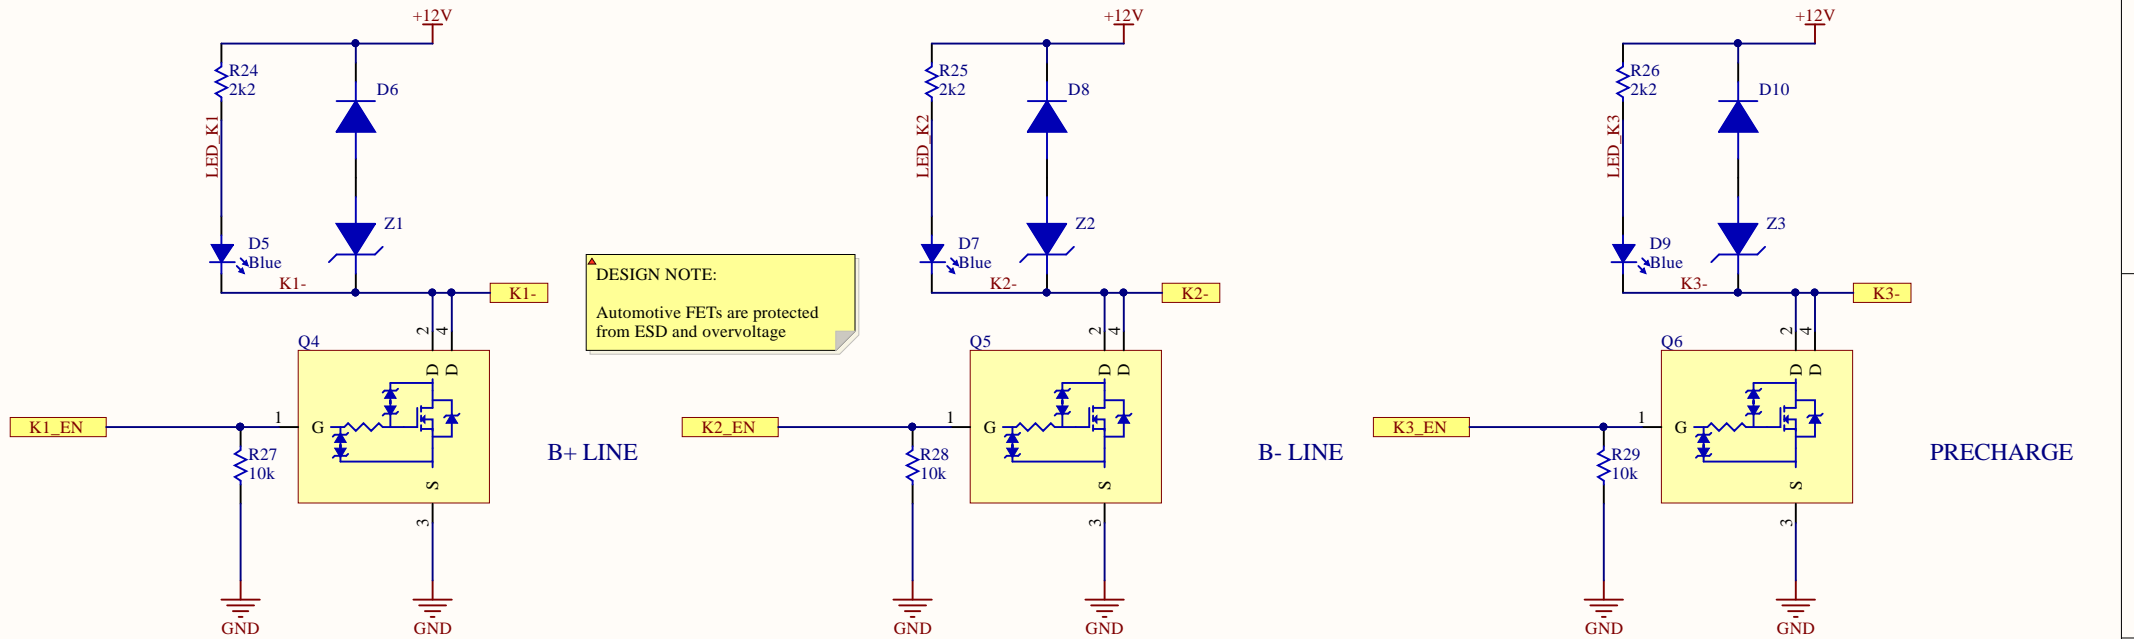 +12V
R24
2k2
D6
LED_K1
Z1
D5
Blue
K1-
K1-
2
4
Q4
D
D
K1_EN
1
G
R27
10k
S
3
GND
GND
B+ LINE
DESIGN NOTE:
Automotive FETs are protected
from ESD and overvoltage
+12V
R25
2k2
D8
LED_K2
Z2
D7
Blue
K2-
K2-
2
4
Q5
D
D
K2_EN
1
G
R28
10k
S
3
GND
GND
B- LINE
+12V
R26
2k2
D10
LED_K3
Z3
D9
Blue
K3-
K3-
2
4
Q6
D
D
K3_EN
1
G
R29
10k
S
3
GND
GND
PRECHARGE